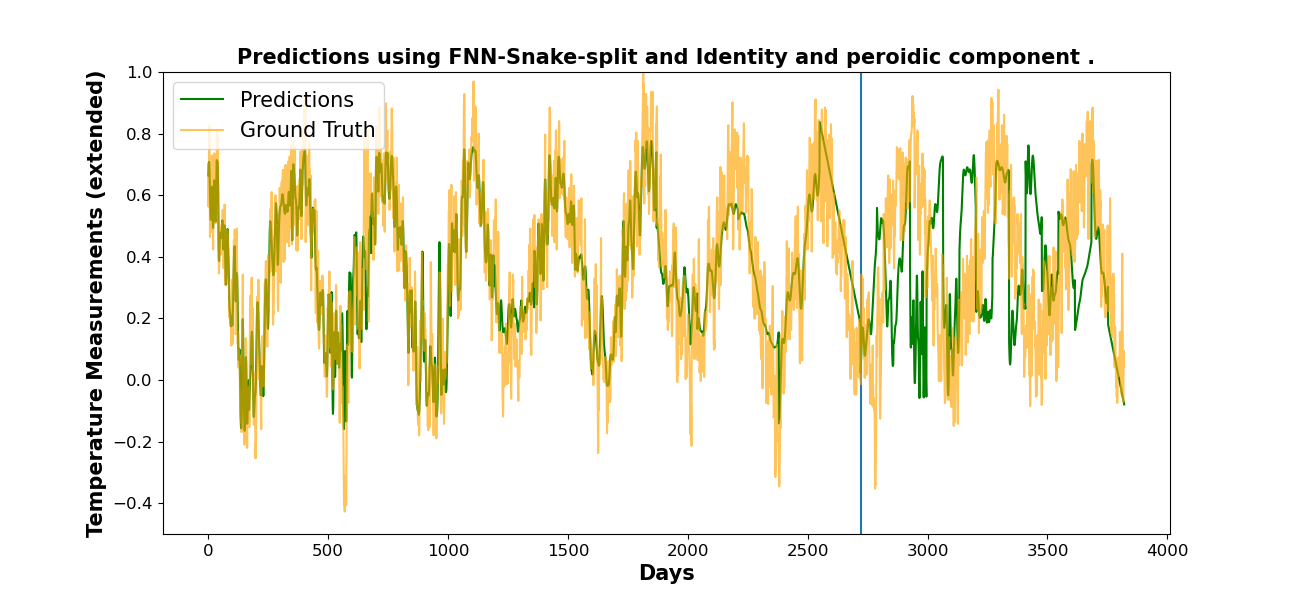 Predictions using FNN-Snake-split and Identity and peroidic component .
Predictions
Ground Truth
Temperature Measurements (extended)
1.0
0.8
0.6
0.4
0.2
0.0
−0.2
−0.4
0 500 1000 1500 2000 2500 3000 3500 4000
Days